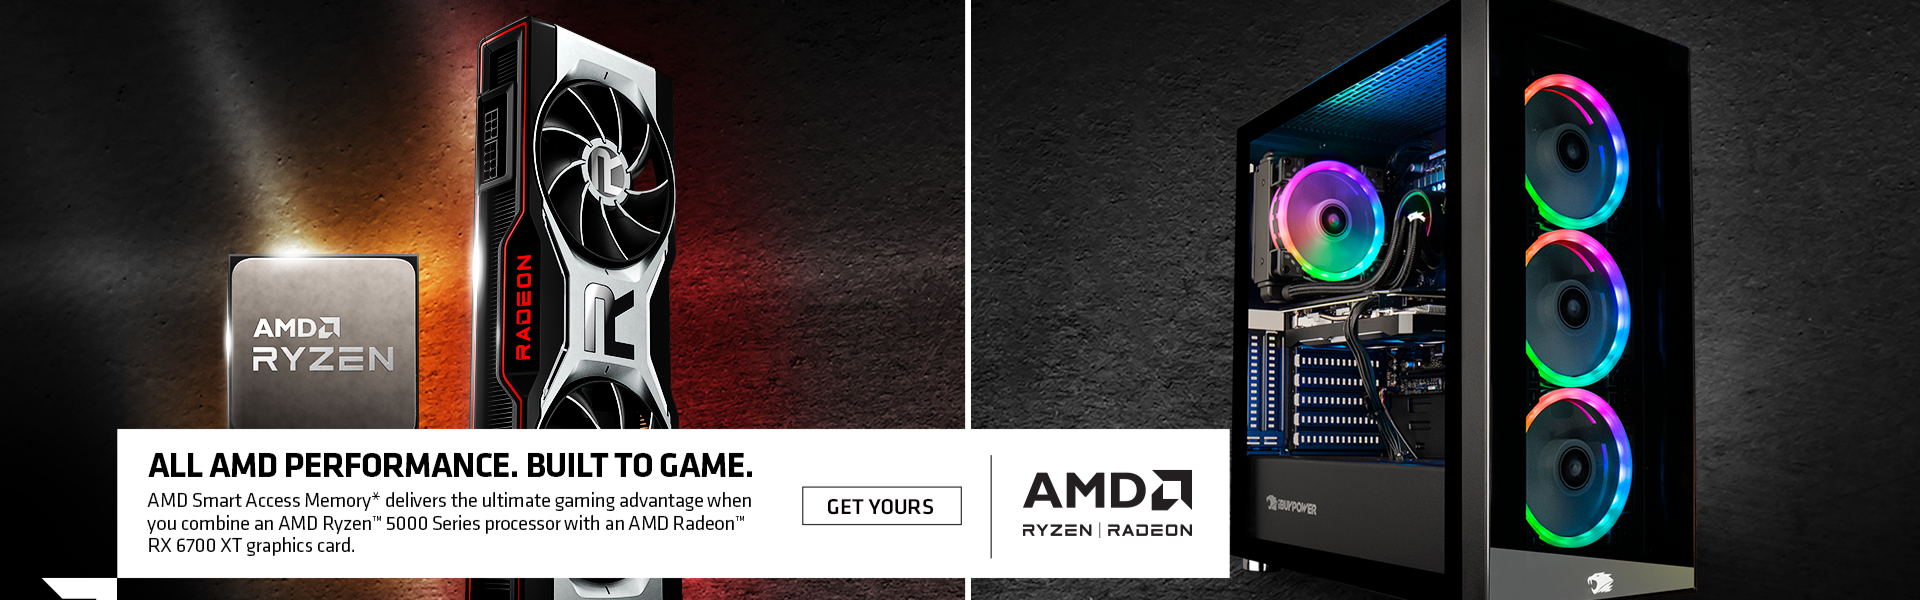 AMD
RYZEN
RADEON
R
R
ALL AMD PERFORMANCE. BUILT TO GAME.
AMD Smart Access Memory* delivers the ultimate gaming advantage when
you combine an AMD Ryzen™ 5000 Series processor with an AMD Radeon™
RX 6700 XT graphics card.
GET YOURS
AMD
RYZEN | RADEON
iBUYPOWER